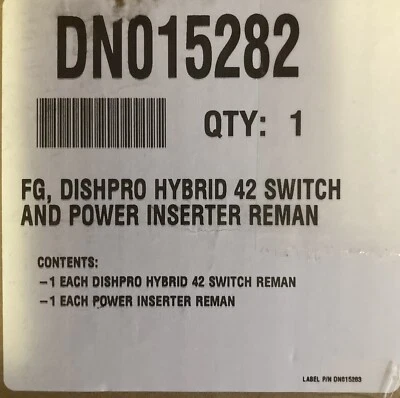 DN015282
QTY: 1
FG, DISHPRO HYBRID 42 SWITCH
AND POWER INSERTER REMAN
CONTENTS:
–1 EACH DISHPRO HYBRID 42 SWITCH REMAN
–1 EACH POWER INSERTER REMAN
LABEL P/N DN015283